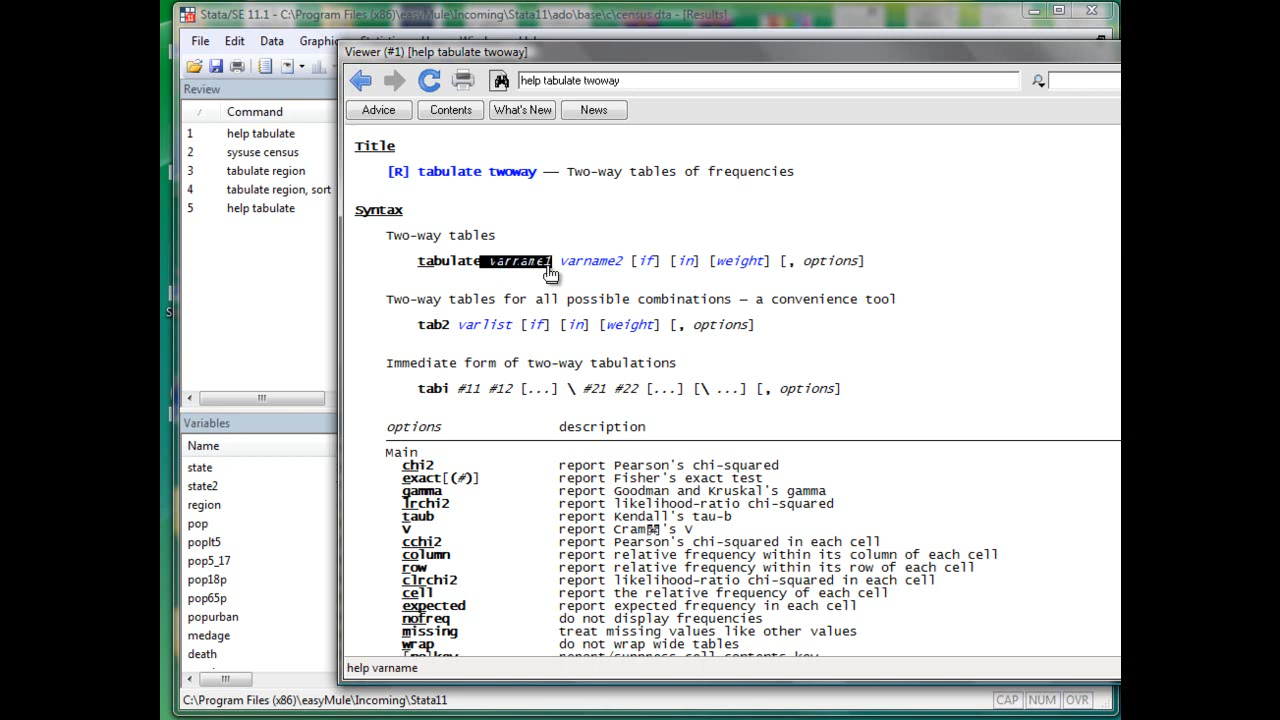 Stata/SE 11.1 - C:\Program Files (x86)\easyMule\Incoming\Stata11\ado\base\c\census.dta - [Results]
File Edit Data
Viewer (#1) [help tabulate twoway]
help tabulate twoway
Advice Contents What's New News
Review
Command
1 help tabulate
2 sysuse census
3 tabulate region
4 tabulate region, sort
5 help tabulate
Variables
Name
state
state2
region
pop
poplt5
pop5_17
pop18p
pop65p
popurban
medage
death
Title
[R] tabulate twoway — Two-way tables of frequencies
Syntax
Two-way tables
tabulate varname1 varname2 [if] [in] [weight] [, options]
Two-way tables for all possible combinations – a convenience tool
tab2 varlist [if] [in] [weight] [, options]
Immediate form of two-way tabulations
tabi #11 #12 [...] \ #21 #22 [...] [\ ...] [, options]
options description
Main
chi2 report Pearson's chi-squared
exact[(#)] report Fisher's exact test
gamma report Goodman and Kruskal's gamma
lrchi2 report likelihood-ratio chi-squared
taub report Kendall's tau-b
V report Cram's V
cchi2 report Pearson's chi-squared in each cell
column report relative frequency within its column of each cell
row report relative frequency within its row of each cell
clrchi2 report likelihood-ratio chi-squared in each cell
cell report the relative frequency of each cell
expected report expected frequency in each cell
nofreq do not display frequencies
missing treat missing values like other values
wrap do not wrap wide tables
help varname
C:\Program Files (x86)\easyMule\Incoming\Stata11
CAP NUM OVR